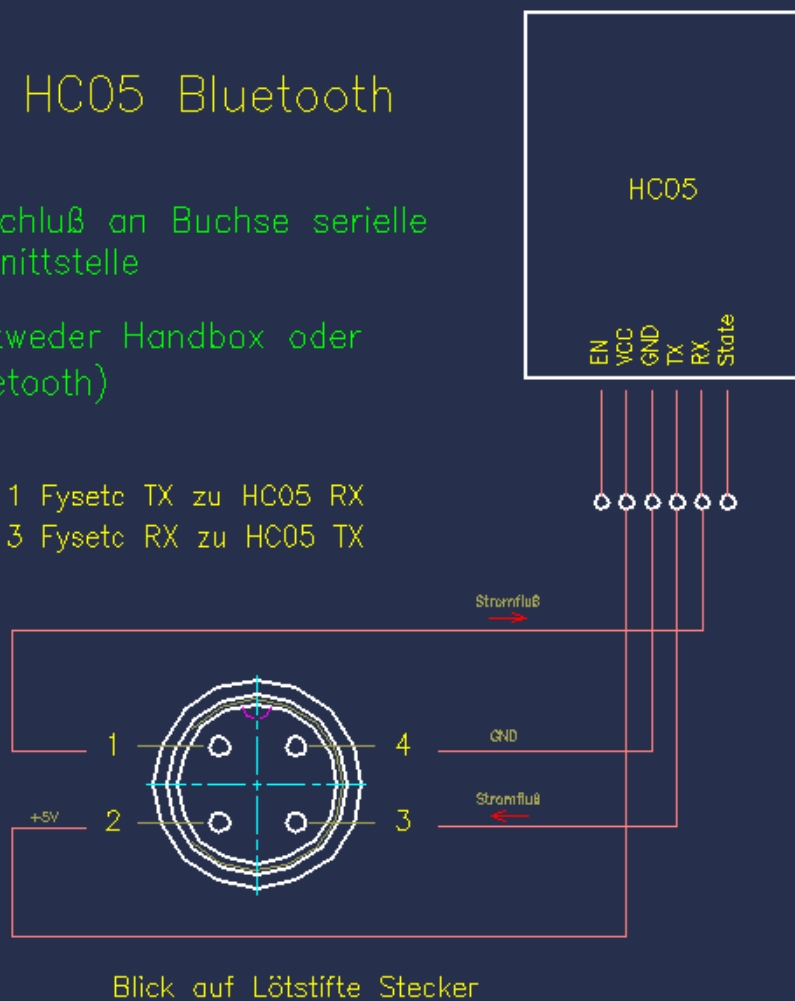 HC05 Bluetooth
HC05
chluß an Buchse serielle
nittstelle
zweder Handbox oder
etooth)
EN
VCC
GND
TX
RX
State
1 Fysetc TX zu HC05 RX
3 Fysetc RX zu HC05 TX
Stromfluß
1
4
GND
+5V
2
3
Stromfluß
Blick auf Lötstifte Stecker